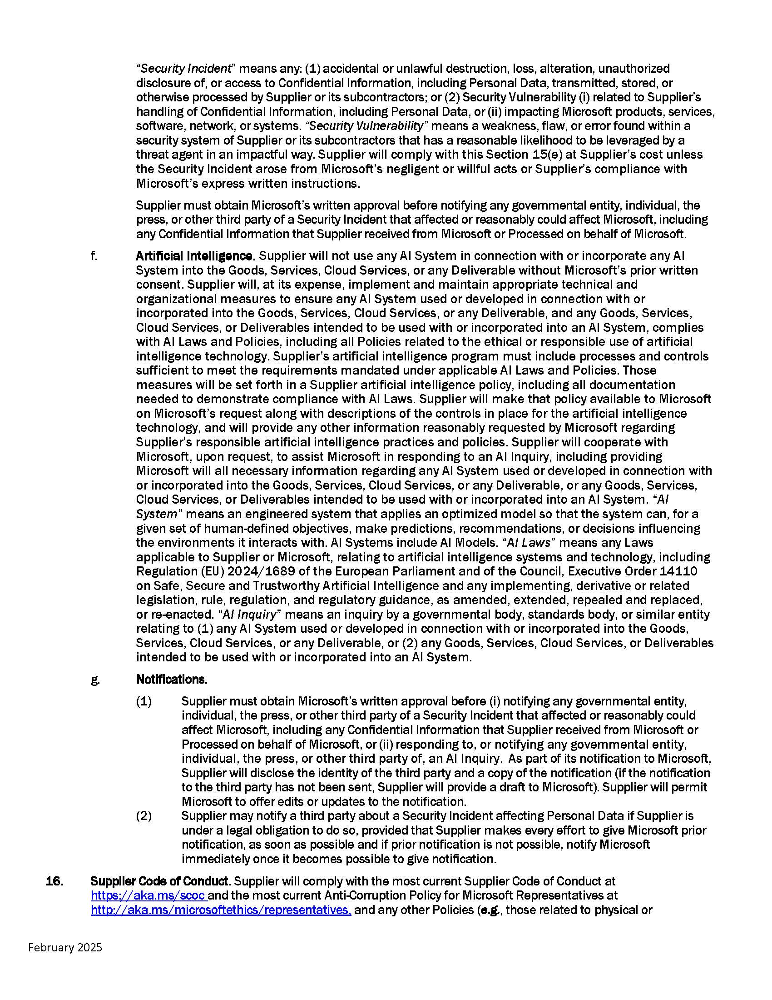 “Security Incident” means any: (1) accidental or unlawful destruction, loss, alteration, unauthorized
disclosure of, or access to Confidential Information, including Personal Data, transmitted, stored, or
otherwise processed by Supplier or its subcontractors; or (2) Security Vulnerability (i) related to Supplier’s
handling of Confidential Information, including Personal Data, or (ii) impacting Microsoft products, services,
software, network, or systems. “Security Vulnerability” means a weakness, flaw, or error found within a
security system of Supplier or its subcontractors that has a reasonable likelihood to be leveraged by a
threat agent in an impactful way. Supplier will comply with this Section 15(e) at Supplier’s cost unless
the Security Incident arose from Microsoft’s negligent or willful acts or Supplier’s compliance with
Microsoft’s express written instructions.
Supplier must obtain Microsoft’s written approval before notifying any governmental entity, individual, the
press, or other third party of a Security Incident that affected or reasonably could affect Microsoft, including
any Confidential Information that Supplier received from Microsoft or Processed on behalf of Microsoft.
f. Artificial Intelligence. Supplier will not use any AI System in connection with or incorporate any AI
System into the Goods, Services, Cloud Services, or any Deliverable without Microsoft’s prior written
consent. Supplier will, at its expense, implement and maintain appropriate technical and
organizational measures to ensure any AI System used or developed in connection with or
incorporated into the Goods, Services, Cloud Services, or any Deliverable, and any Goods, Services,
Cloud Services, or Deliverables intended to be used with or incorporated into an AI System, complies
with AI Laws and Policies, including all Policies related to the ethical or responsible use of artificial
intelligence technology. Supplier’s artificial intelligence program must include processes and controls
sufficient to meet the requirements mandated under applicable AI Laws and Policies. Those
measures will be set forth in a Supplier artificial intelligence policy, including all documentation
needed to demonstrate compliance with AI Laws. Supplier will make that policy available to Microsoft
on Microsoft’s request along with descriptions of the controls in place for the artificial intelligence
technology, and will provide any other information reasonably requested by Microsoft regarding
Supplier’s responsible artificial intelligence practices and policies. Supplier will cooperate with
Microsoft, upon request, to assist Microsoft in responding to an AI Inquiry, including providing
Microsoft will all necessary information regarding any AI System used or developed in connection with
or incorporated into the Goods, Services, Cloud Services, or any Deliverable, or any Goods, Services,
Cloud Services, or Deliverables intended to be used with or incorporated into an AI System. “AI
System” means an engineered system that applies an optimized model so that the system can, for a
given set of human-defined objectives, make predictions, recommendations, or decisions influencing
the environments it interacts with. AI Systems include AI Models. “AI Laws” means any Laws
applicable to Supplier or Microsoft, relating to artificial intelligence systems and technology, including
Regulation (EU) 2024/1689 of the European Parliament and of the Council, Executive Order 14110
on Safe, Secure and Trustworthy Artificial Intelligence and any implementing, derivative or related
legislation, rule, regulation, and regulatory guidance, as amended, extended, repealed and replaced,
or re-enacted. “AI Inquiry” means an inquiry by a governmental body, standards body, or similar entity
relating to (1) any AI System used or developed in connection with or incorporated into the Goods,
Services, Cloud Services, or any Deliverable, or (2) any Goods, Services, Cloud Services, or Deliverables
intended to be used with or incorporated into an AI System.
g. Notifications.
(1) Supplier must obtain Microsoft’s written approval before (i) notifying any governmental entity,
individual, the press, or other third party of a Security Incident that affected or reasonably could
affect Microsoft, including any Confidential Information that Supplier received from Microsoft or
Processed on behalf of Microsoft, or (ii) responding to, or notifying any governmental entity,
individual, the press, or other third party of, an AI Inquiry. As part of its notification to Microsoft,
Supplier will disclose the identity of the third party and a copy of the notification (if the notification
to the third party has not been sent, Supplier will provide a draft to Microsoft). Supplier will permit
Microsoft to offer edits or updates to the notification.
(2) Supplier may notify a third party about a Security Incident affecting Personal Data if Supplier is
under a legal obligation to do so, provided that Supplier makes every effort to give Microsoft prior
notification, as soon as possible and if prior notification is not possible, notify Microsoft
immediately once it becomes possible to give notification.
16. Supplier Code of Conduct. Supplier will comply with the most current Supplier Code of Conduct at
https://aka.ms/scoc and the most current Anti-Corruption Policy for Microsoft Representatives at
http://aka.ms/microsoftethics/representatives, and any other Policies (e.g., those related to physical or
February 2025